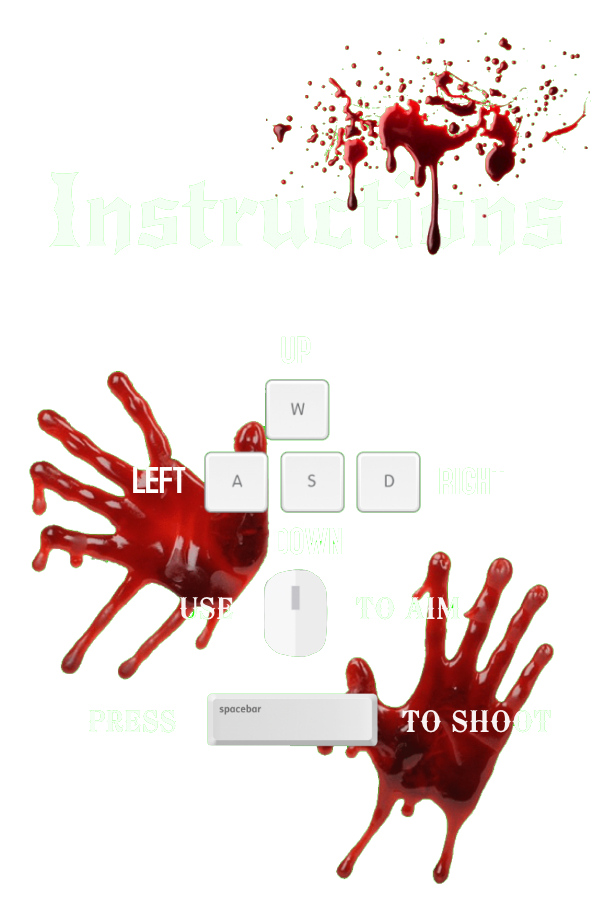 Instructions
UP
W
LEFT A S D RIGHT
DOWN
USE TO AIM
spacebar
PRESS TO SHOOT